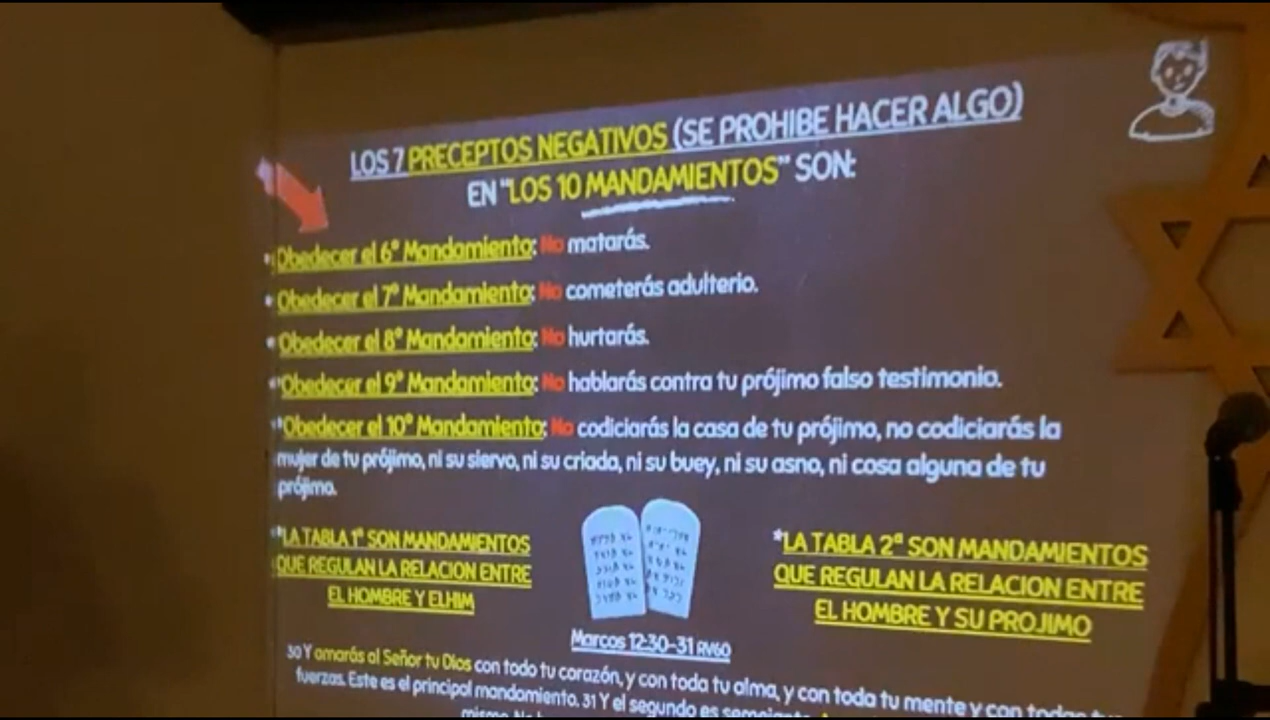 LOS 7 PRECEPTOS NEGATIVOS (SE PROHIBE HACER ALGO)
EN "LOS 10 MANDAMIENTOS" SON:
*Obedecer el 6° Mandamiento: No matarás.
* Obedecer el 7° Mandamiento: No cometerás adulterio.
* Obedecer el 8° Mandamiento: No hurtarás.
*Obedecer el 9° Mandamiento: No hablarás contra tu prójimo falso testimonio.
*Obedecer el 10° Mandamiento: No codiciarás la casa de tu prójimo, no codiciarás la
mujer de tu prójimo, ni su siervo, ni su criada, ni su buey, ni su asno, ni cosa alguna de tu
prójimo.
*LA TABLA 1ª SON MANDAMIENTOS
QUE REGULAN LA RELACION ENTRE
EL HOMBRE Y ELHIM
*LA TABLA 2ª SON MANDAMIENTOS
QUE REGULAN LA RELACION ENTRE
EL HOMBRE Y SU PROJIMO
Marcos 12:30-31 RV60
30 Y amarás al Señor tu Dios con todo tu corazón, y con toda tu alma, y con toda tu mente y con todas tus
fuerzas. Este es el principal mandamiento. 31 Y el segundo es semejante